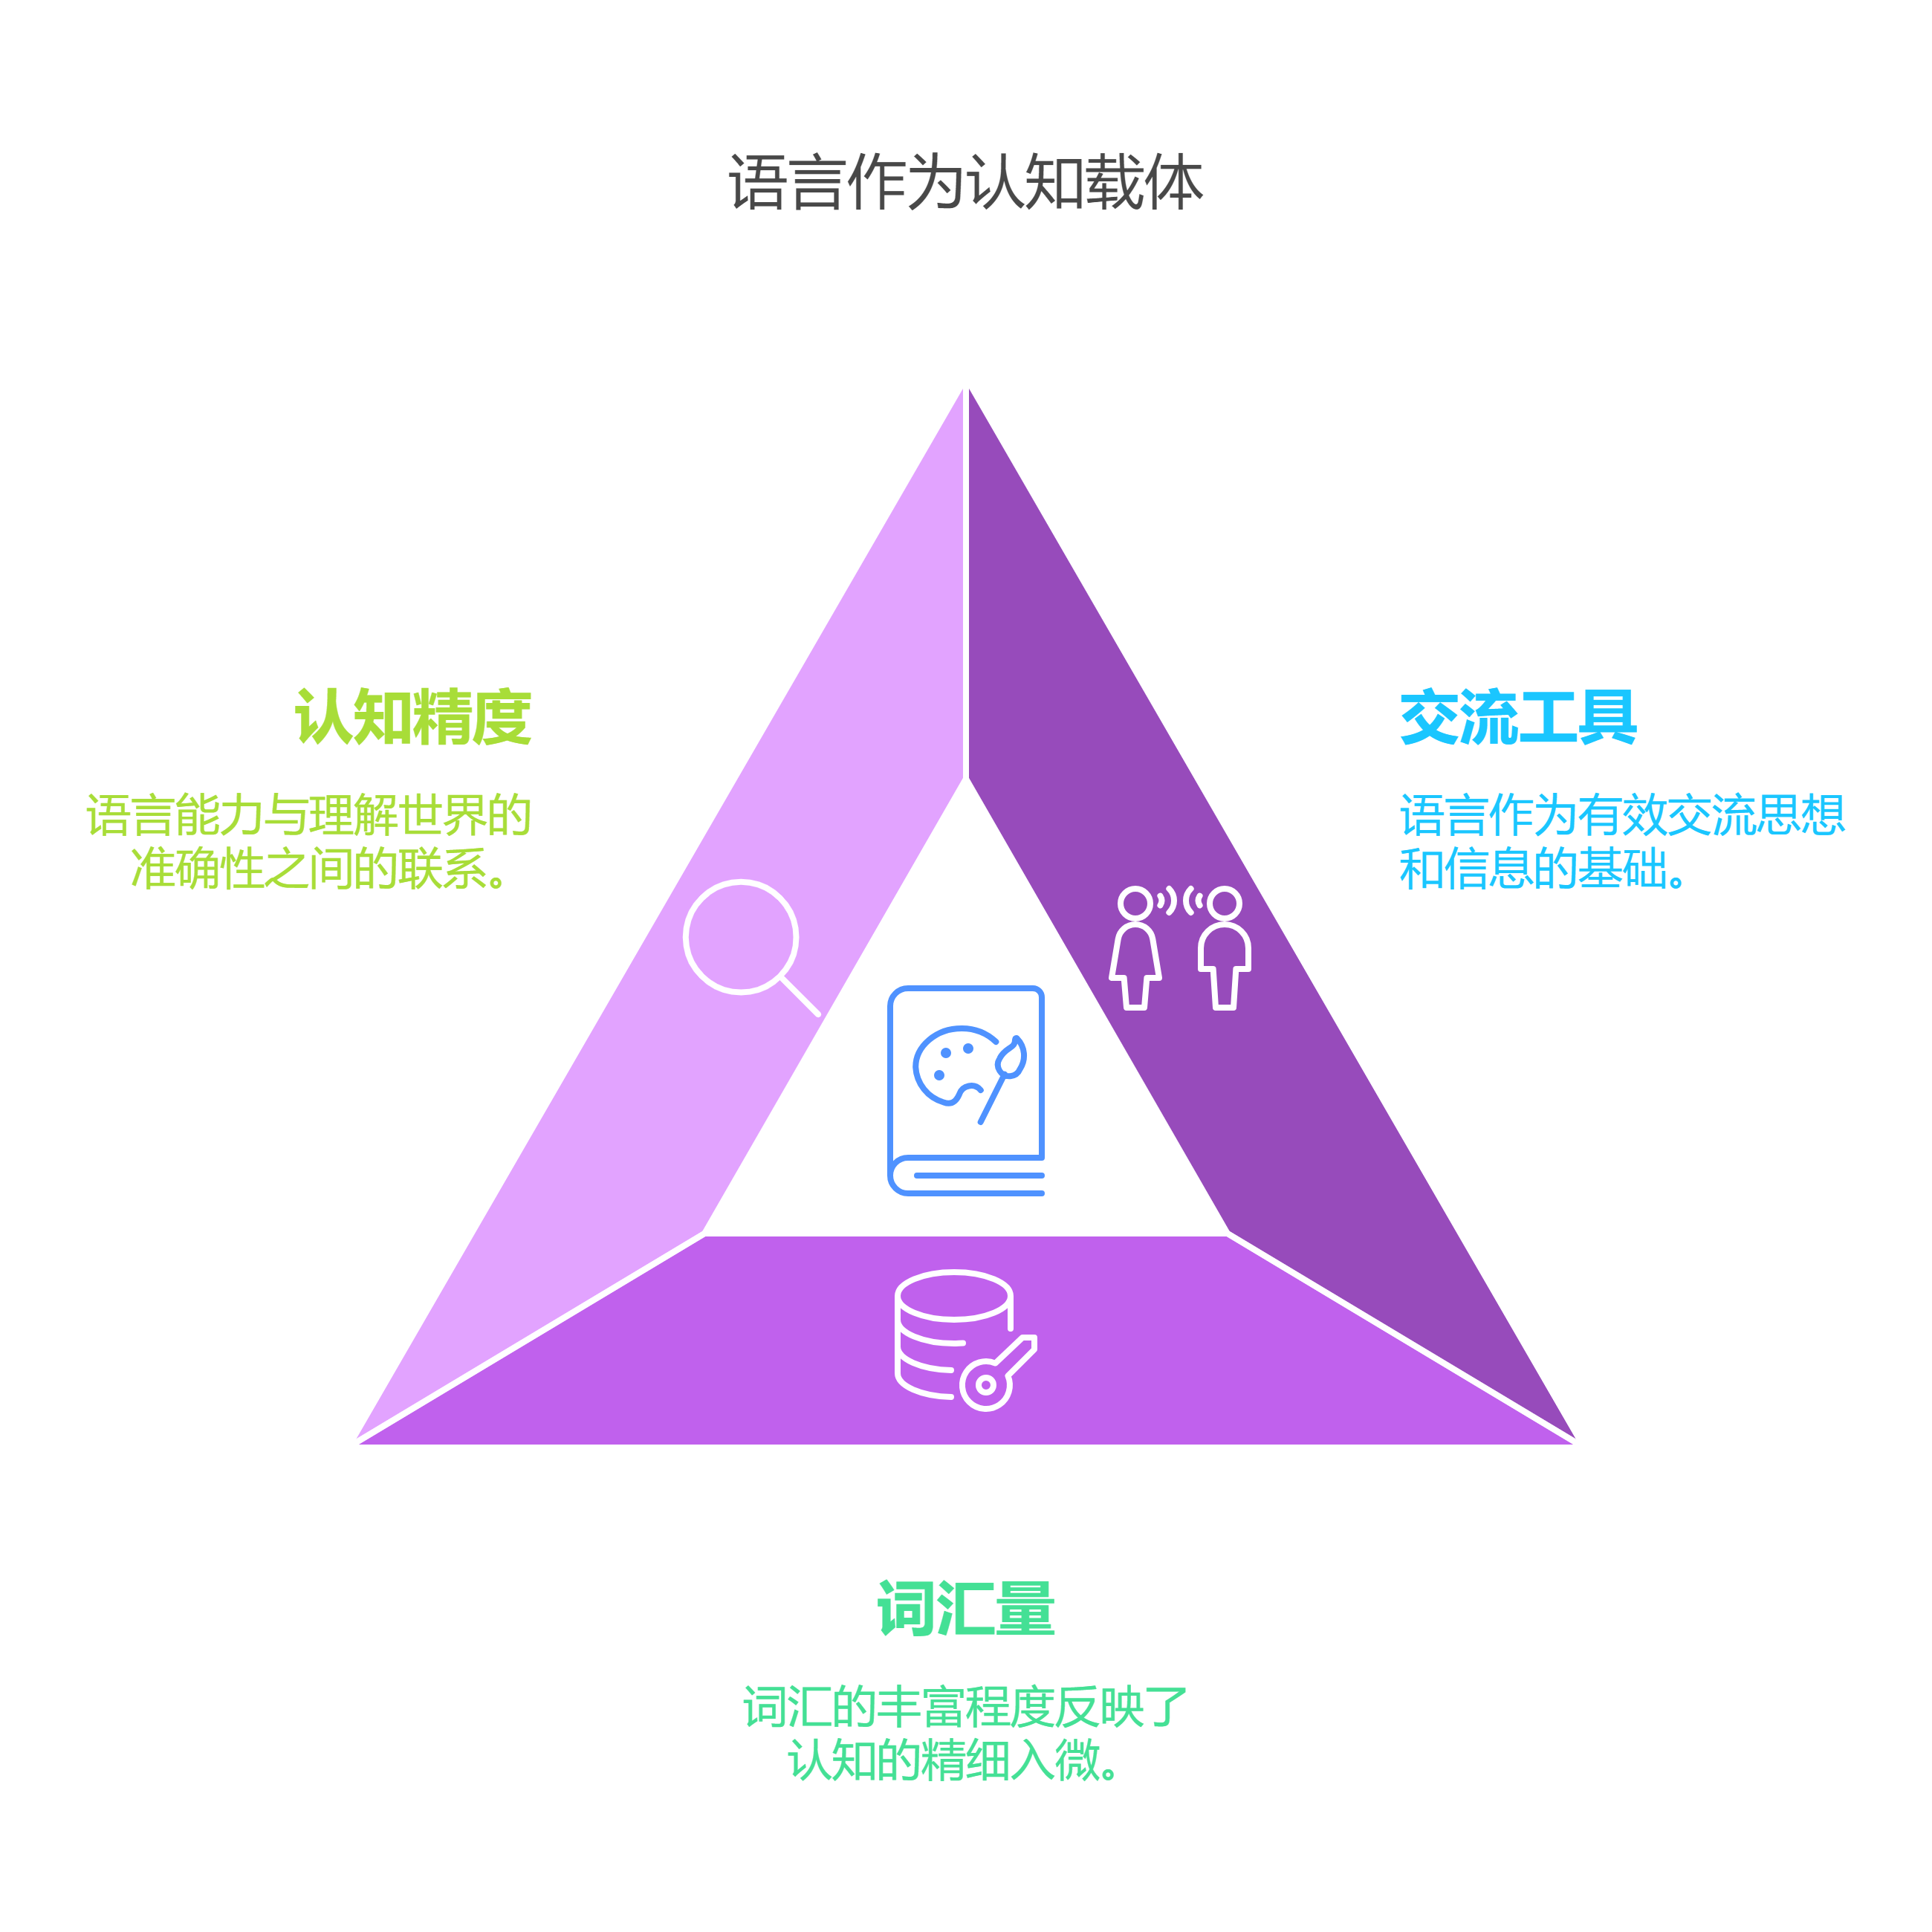 语言作为认知载体
认知精度
语言能力与理解世界的
准确性之间的联系。
交流工具
语言作为有效交流思想
和信息的基础。
词汇量
词汇的丰富程度反映了
认知的精细入微。